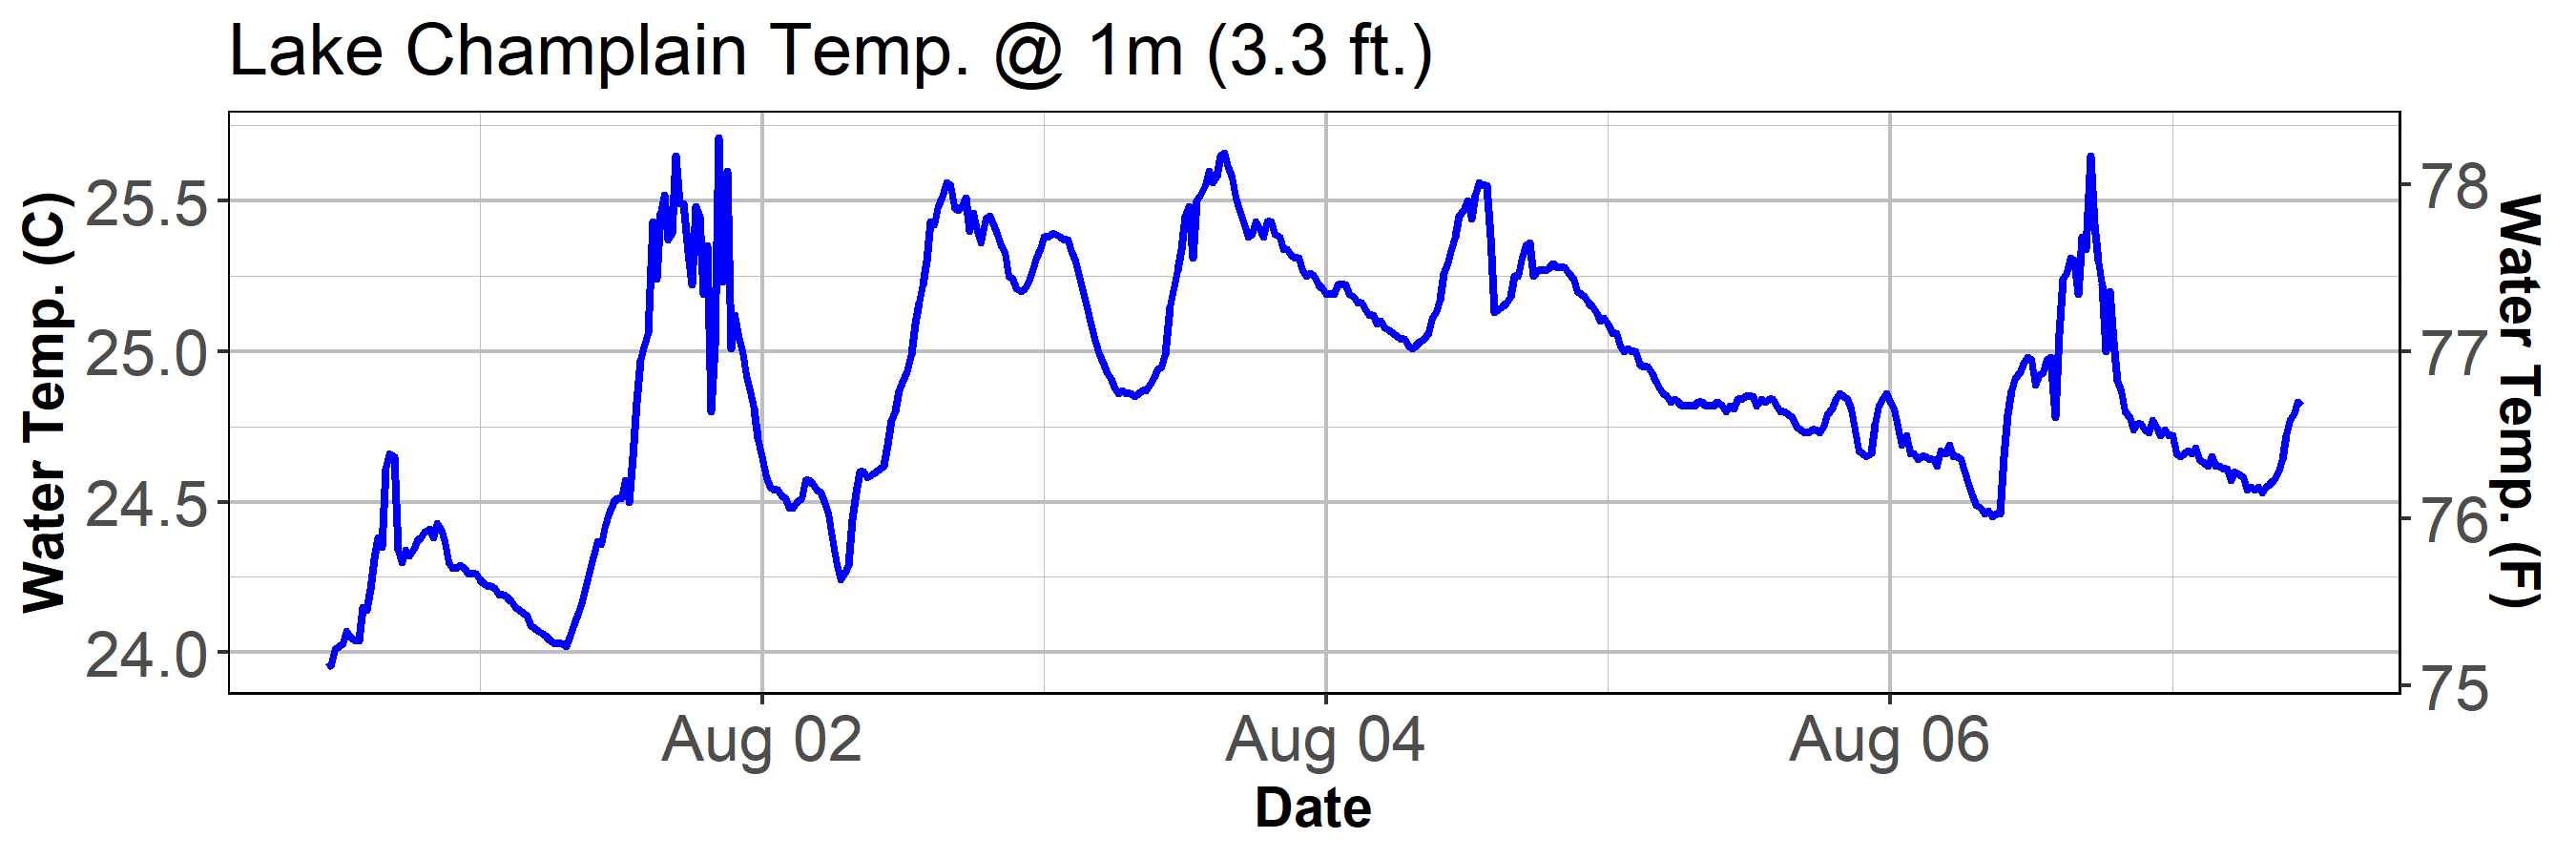 Lake Champlain Temp. @ 1m (3.3 ft.)
Water Temp. (C)
25.5
25.0
24.5
24.0
78
77
76
75
Water Temp. (F)
Aug 02
Aug 04
Aug 06
Date